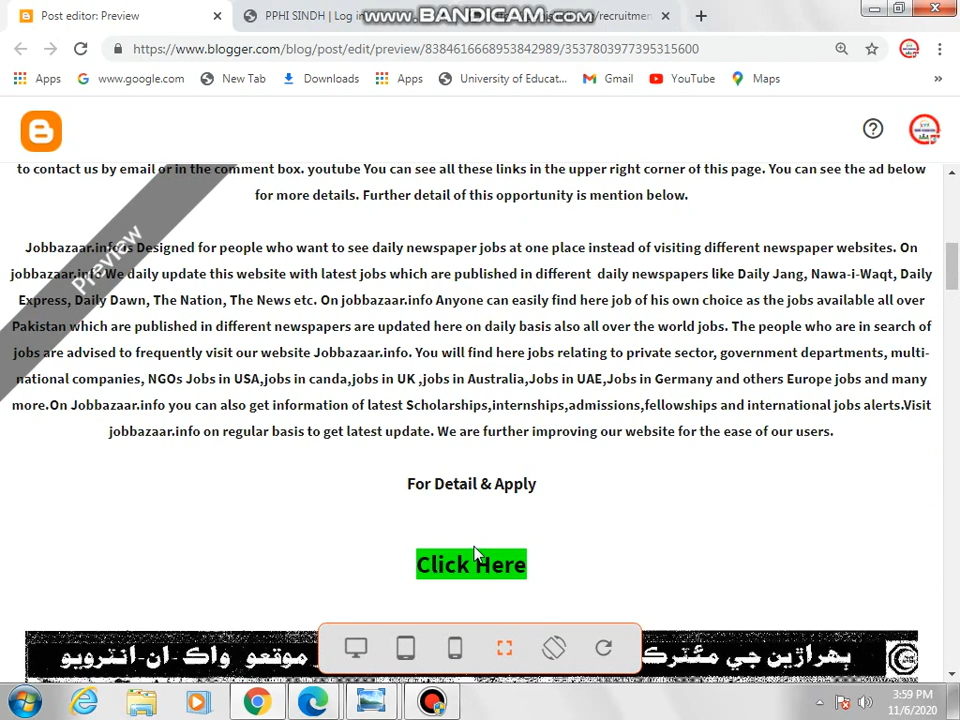 Post editor: Preview
PPHI SINDH | Log in
www.BANDICAM.com
/recruitmen
https://www.blogger.com/blog/post/edit/preview/8384616668953842989/3537803977395315600
Apps
www.google.com
New Tab
Downloads
Apps
University of Educat...
Gmail
YouTube
Maps
»
to contact us by email or in the comment box. youtube You can see all these links in the upper right corner of this page. You can see the ad below
for more details. Further detail of this opportunity is mention below.
Preview
Jobbazaar.info is Designed for people who want to see daily newspaper jobs at one place instead of visiting different newspaper websites. On
jobbazaar.info We daily update this website with latest jobs which are published in different daily newspapers like Daily Jang, Nawa-i-Waqt, Daily
Express, Daily Dawn, The Nation, The News etc. On jobbazaar.info Anyone can easily find here job of his own choice as the jobs available all over
Pakistan which are published in different newspapers are updated here on daily basis also all over the world jobs. The people who are in search of
jobs are advised to frequently visit our website Jobbazaar.info. You will find here jobs relating to private sector, government departments, multi-
national companies, NGOs Jobs in USA,jobs in canda,jobs in UK ,jobs in Australia,Jobs in UAE,Jobs in Germany and others Europe jobs and many
more.On Jobbazaar.info you can also get information of latest Scholarships,internships,admissions,fellowships and international jobs alerts.Visit
jobbazaar.info on regular basis to get latest update. We are further improving our website for the ease of our users.
For Detail & Apply
Click Here
ڀرتين جي موقعو واڪ-ان-انٽرويو
3:59 PM
11/6/2020